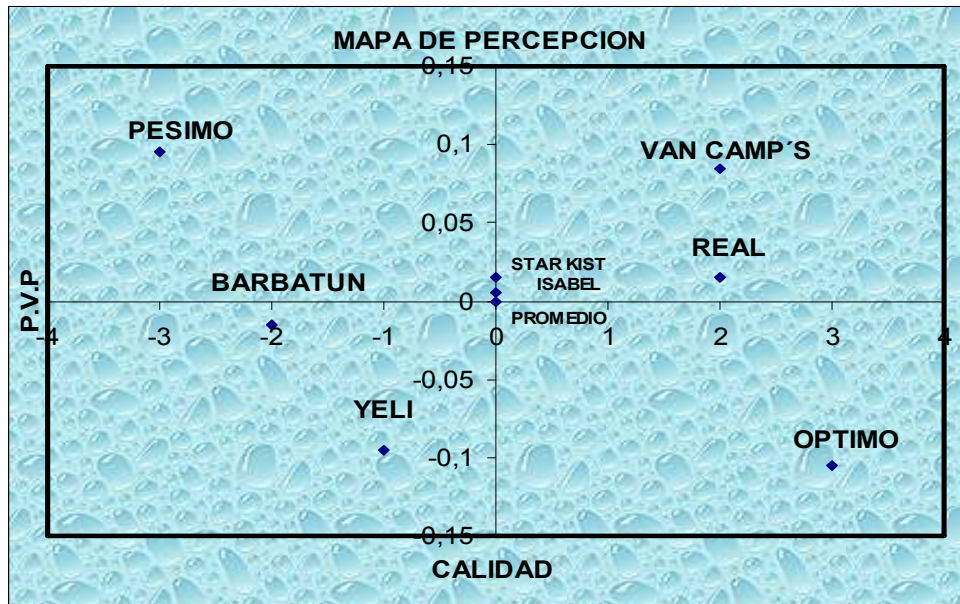 MAPA DE PERCEPCION
0,15
PESIMO
0,1
VAN CAMP´S
0,05
REAL
STAR KIST
BARBATUN
ISABEL
0
PROMEDIO
P.V.P
-4 -3 -2 -1 0 1 2 3 4
-0,05
YELI
-0,1
OPTIMO
-0,15
CALIDAD